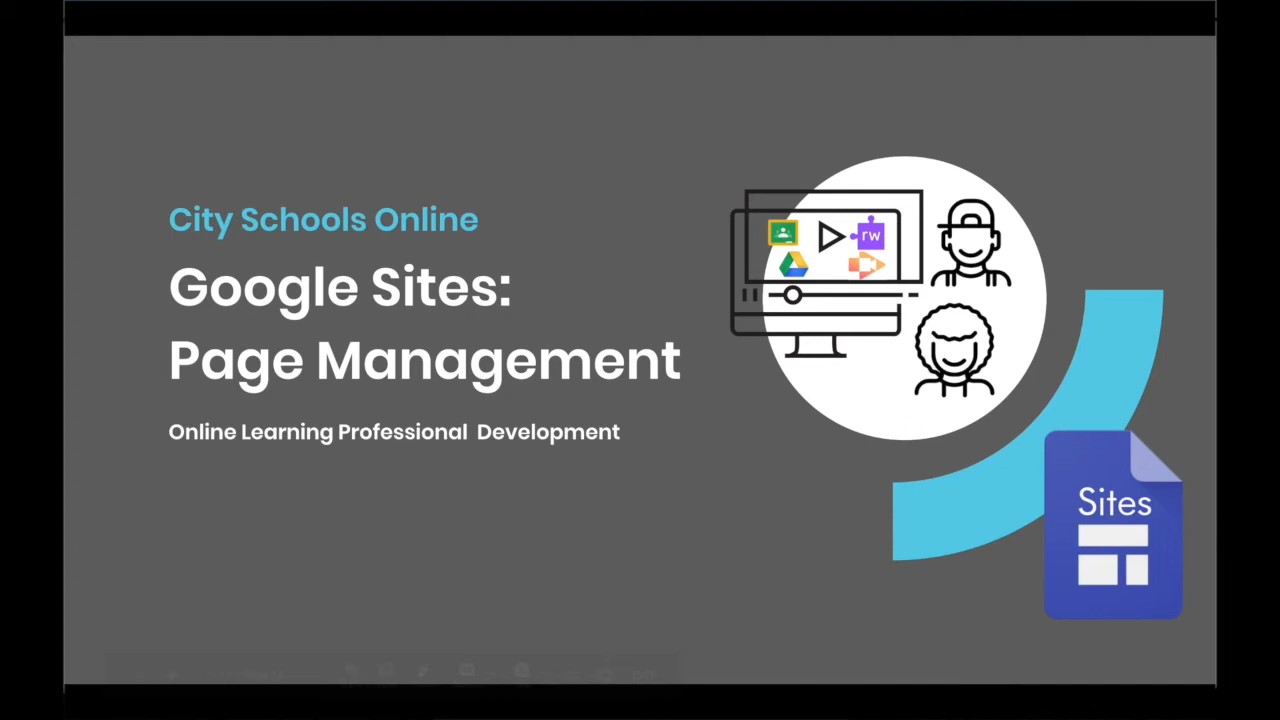 City Schools Online
Google Sites:
Page Management
Online Learning Professional Development
rw
Sites